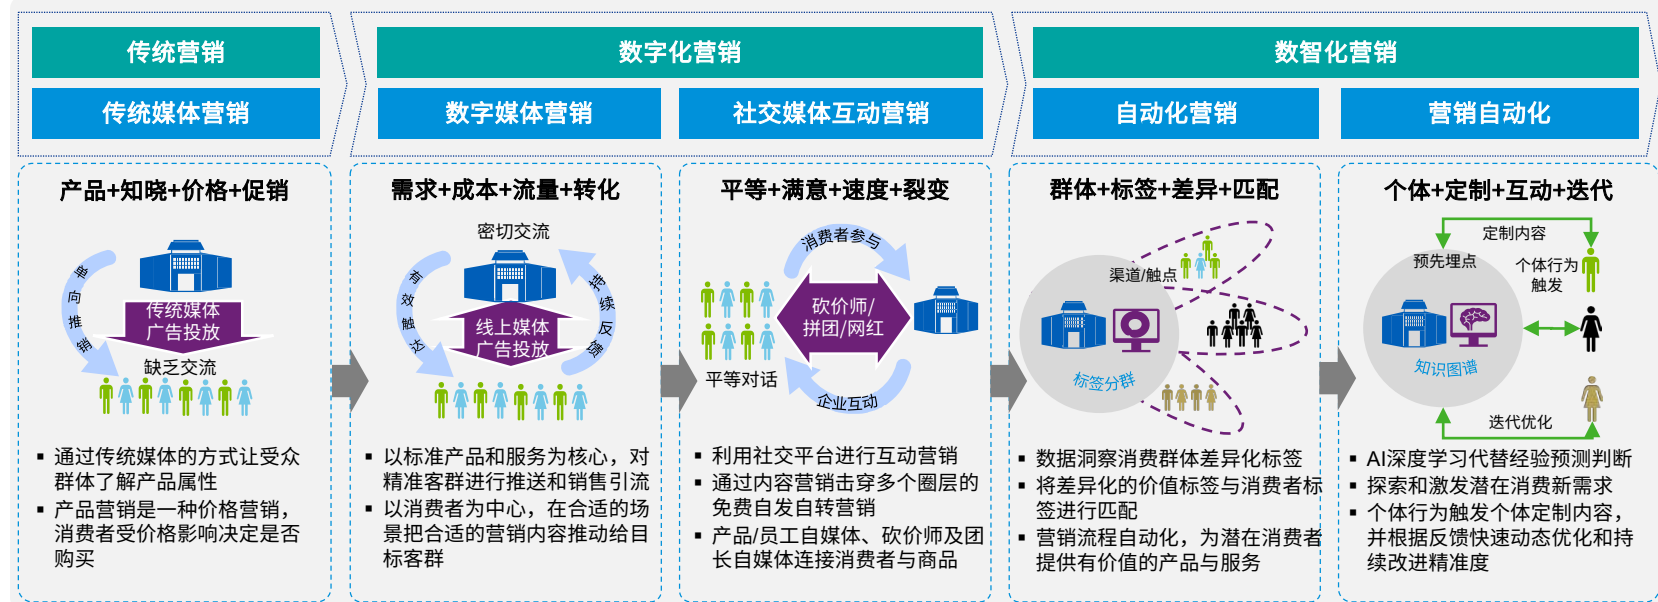 传统营销
数字化营销
数智化营销
传统媒体营销
数字媒体营销
社交媒体互动营销
自动化营销
营销自动化
产品+知晓+价格+促销
单向推销
传统媒体
广告投放
缺乏交流
▪ 通过传统媒体的方式让受众
群体了解产品属性
▪ 产品营销是一种价格营销，
消费者受价格影响决定是否
购买
需求+成本+流量+转化
密切交流
有效触达
持续反馈
线上媒体
广告投放
▪ 以标准产品和服务为核心，对
精准客群进行推送和销售引流
▪ 以消费者为中心，在合适的场
景把合适的营销内容推动给目
标客群
平等+满意+速度+裂变
消费者参与
砍价师/
拼团/网红
平等对话
企业互动
▪ 利用社交平台进行互动营销
▪ 通过内容营销击穿多个圈层的
免费自发自转营销
▪ 产品/员工自媒体、砍价师及团
长自媒体连接消费者与商品
群体+标签+差异+匹配
渠道/触点
标签分群
▪ 数据洞察消费群体差异化标签
▪ 将差异化的价值标签与消费者标
签进行匹配
▪ 营销流程自动化，为潜在消费者
提供有价值的产品与服务
个体+定制+互动+迭代
定制内容
预先埋点
个体行为
触发
知识图谱
迭代优化
▪ AI深度学习代替经验预测判断
▪ 探索和激发潜在消费新需求
▪ 个体行为触发个体定制内容，
并根据反馈快速动态优化和持
续改进精准度